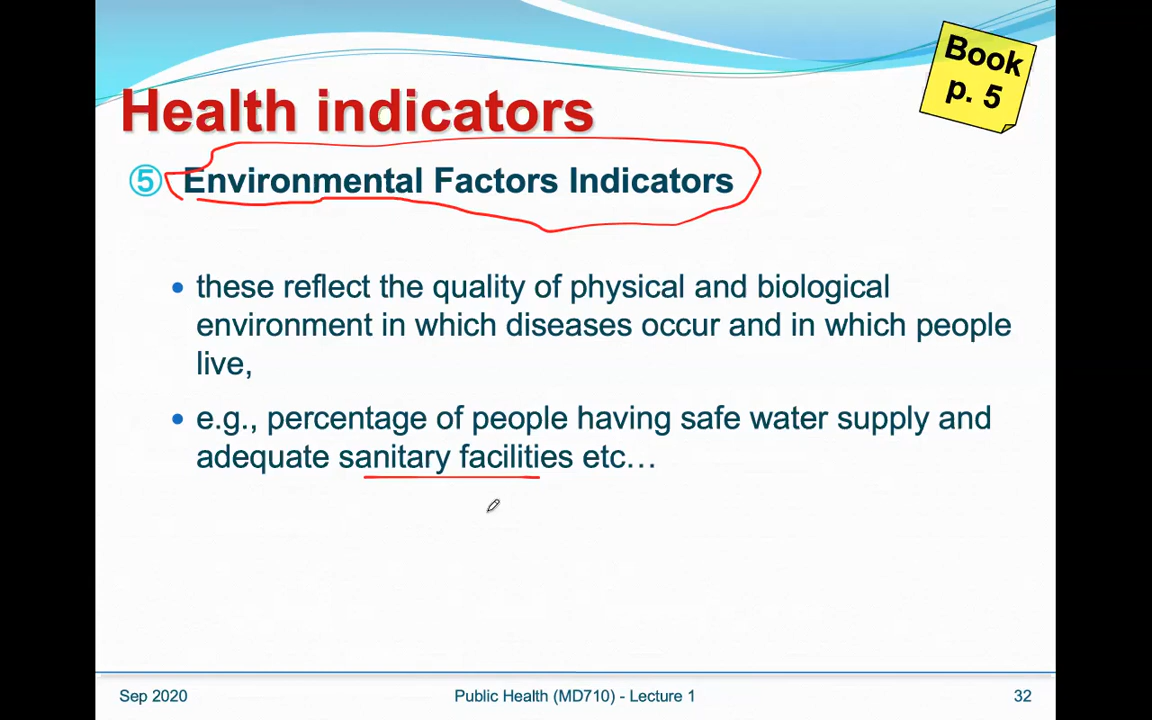 Book
p. 5
Health indicators
⑤ Environmental Factors Indicators
• these reflect the quality of physical and biological
environment in which diseases occur and in which people
live,
• e.g., percentage of people having safe water supply and
adequate sanitary facilities etc…
Sep 2020 Public Health (MD710) - Lecture 1 32